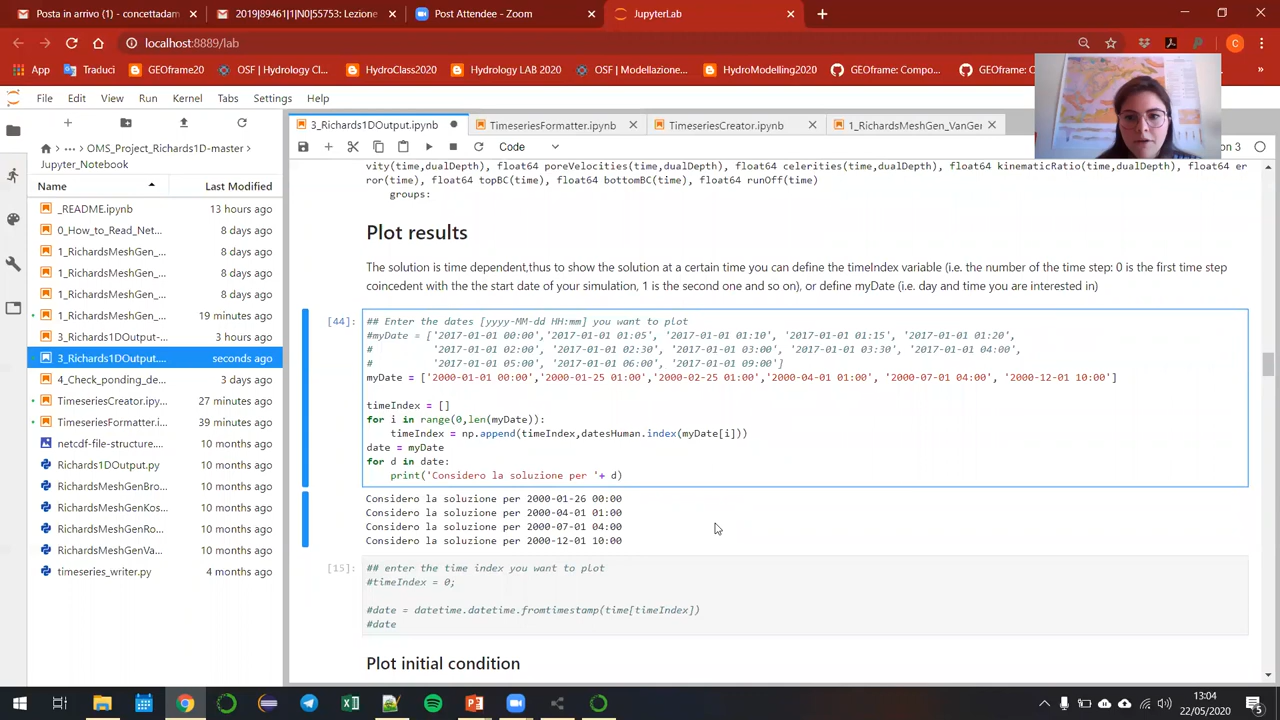 Posta in arrivo (1) - concettadam
2019|89461|1|N0|55753: Lezione
Post Attendee - Zoom
JupyterLab
localhost:8889/lab
App
Traduci
GEOframe20
OSF | Hydrology Cl...
HydroClass2020
Hydrology LAB 2020
OSF | Modellazione...
HydroModelling2020
GEOframe: Compo...
GEOframe: C
File
Edit
View
Run
Kernel
Tabs
Settings
Help
3_Richards1DOutput.ipynb
TimeseriesFormatter.ipynb
TimeseriesCreator.ipynb
1_RichardsMeshGen_VanGer
Code
on 3
OMS_Project_Richards1D-master
Jupyter_Notebook
Name
Last Modified
_README.ipynb
13 hours ago
0_How_to_Read_Net...
8 days ago
1_RichardsMeshGen_...
8 days ago
1_RichardsMeshGen_...
8 days ago
1_RichardsMeshGen_...
8 days ago
1_RichardsMeshGen_...
19 minutes ago
3_Richards1DOutput-...
3 hours ago
3_Richards1DOutput....
seconds ago
4_Check_ponding_de...
3 days ago
TimeseriesCreator.ipy...
27 minutes ago
TimeseriesFormatter.i...
39 minutes ago
netcdf-file-structure....
10 months ago
Richards1DOutput.py
10 months ago
RichardsMeshGenBro...
10 months ago
RichardsMeshGenKos...
10 months ago
RichardsMeshGenRo...
10 months ago
RichardsMeshGenVa...
10 months ago
timeseries_writer.py
4 months ago
vity(time,dualDepth), float64 poreVelocities(time,dualDepth), float64 celerities(time,dualDepth), float64 kinematicRatio(time,dualDepth), float64 er
ror(time), float64 topBC(time), float64 bottomBC(time), float64 runOff(time)
groups:
Plot results
The solution is time dependent,thus to show the solution at a certain time you can define the timeIndex variable (i.e. the number of the time step: 0 is the first time step
coincedent with the the start date of your simulation, 1 is the second one and so on), or define myDate (i.e. day and time you are interested in)
[44]:
## Enter the dates [yyyy-MM-dd HH:mm] you want to plot
#myDate = ['2017-01-01 00:00','2017-01-01 01:05', '2017-01-01 01:10', '2017-01-01 01:15', '2017-01-01 01:20',
# '2017-01-01 02:00', '2017-01-01 02:30', '2017-01-01 03:00', '2017-01-01 03:30', '2017-01-01 04:00',
# '2017-01-01 05:00', '2017-01-01 06:00', '2017-01-01 09:00']
myDate = ['2000-01-01 00:00','2000-01-25 01:00','2000-02-25 01:00','2000-04-01 01:00', '2000-07-01 04:00', '2000-12-01 10:00']
timeIndex = []
for i in range(0,len(myDate)):
timeIndex = np.append(timeIndex,datesHuman.index(myDate[i]))
date = myDate
for d in date:
print('Considero la soluzione per '+ d)
Considero la soluzione per 2000-01-26 00:00
Considero la soluzione per 2000-04-01 01:00
Considero la soluzione per 2000-07-01 04:00
Considero la soluzione per 2000-12-01 10:00
[15]:
## enter the time index you want to plot
#timeIndex = 0;
#date = datetime.datetime.fromtimestamp(time[timeIndex])
#date
Plot initial condition
13:04
22/05/2020